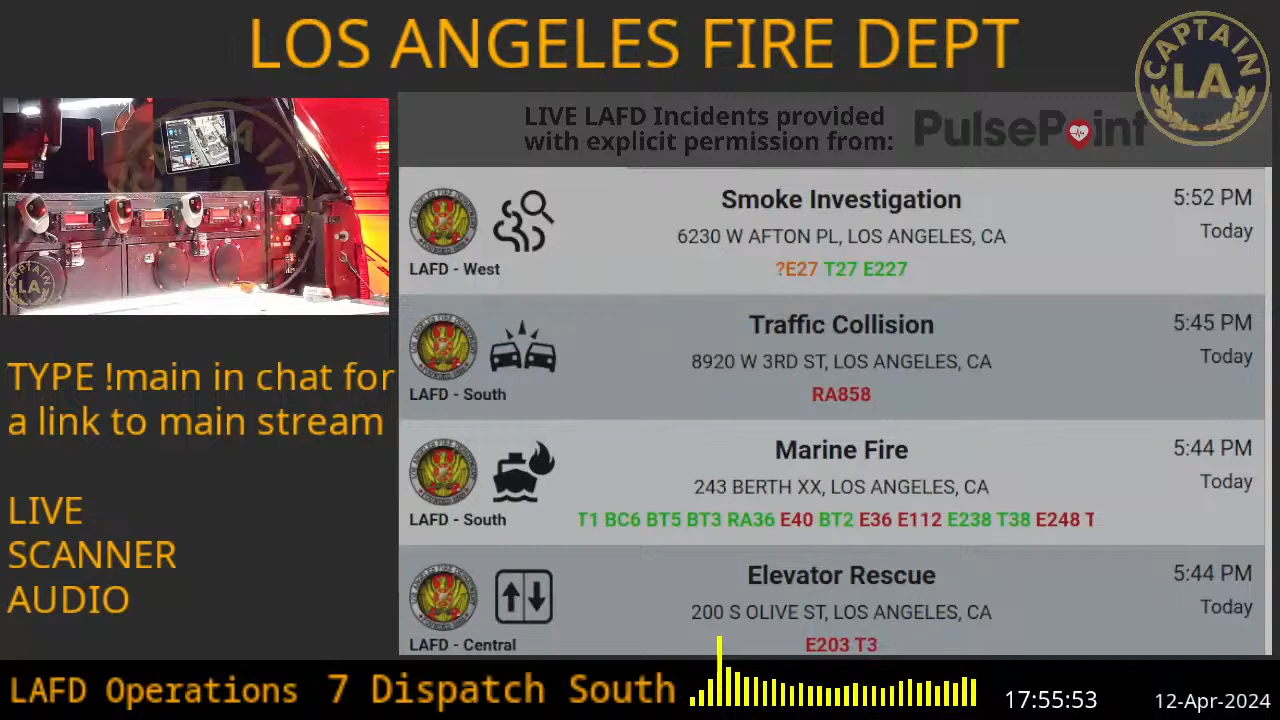 LOS ANGELES FIRE DEPT
CAPTAIN
LA
LIVE LAFD Incidents provided
with explicit permission from:
PulsePoint
Smoke Investigation
5:52 PM
6230 W AFTON PL, LOS ANGELES, CA
Today
LAFD - West
?E27 T27 E227
Traffic Collision
5:45 PM
8920 W 3RD ST, LOS ANGELES, CA
Today
LAFD - South
RA858
Marine Fire
5:44 PM
243 BERTH XX, LOS ANGELES, CA
Today
LAFD - South
T1 BC6 BT5 BT3 RA36 E40 BT2 E36 E112 E238 T38 E248 T
Elevator Rescue
5:44 PM
200 S OLIVE ST, LOS ANGELES, CA
Today
LAFD - Central
E203 T3
CAPTAIN
LA
TYPE !main in chat for
a link to main stream
LIVE
SCANNER
AUDIO
LAFD Operations 7 Dispatch South
17:55:53
12-Apr-2024